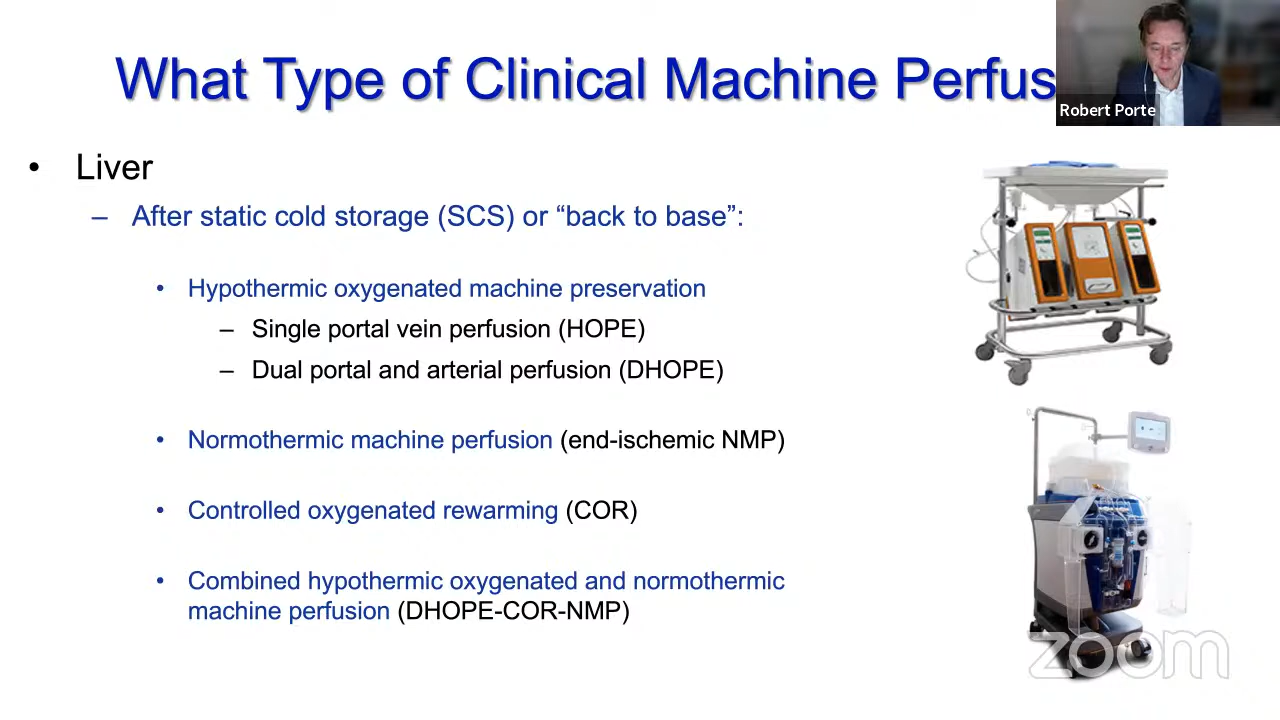 What Type of Clinical Machine Perfus
Robert Porte
• Liver
– After static cold storage (SCS) or “back to base”:
• Hypothermic oxygenated machine preservation
– Single portal vein perfusion (HOPE)
– Dual portal and arterial perfusion (DHOPE)
• Normothermic machine perfusion (end-ischemic NMP)
• Controlled oxygenated rewarming (COR)
• Combined hypothermic oxygenated and normothermic
machine perfusion (DHOPE-COR-NMP)
zoom